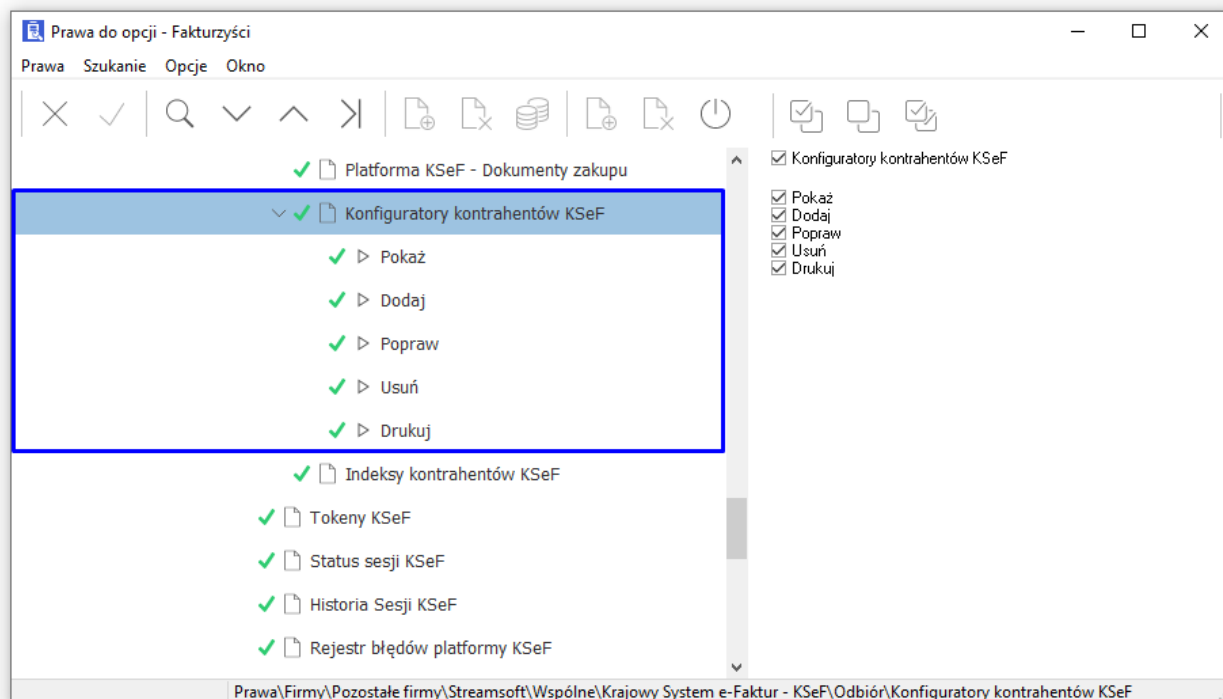 Prawa do opcji - Fakturzyści
Prawa Szukanie Opcje Okno
Platforma KSeF - Dokumenty zakupu
Konfiguratory kontrahentów KSeF
Pokaż
Dodaj
Popraw
Usuń
Drukuj
Indeksy kontrahentów KSeF
Tokeny KSeF
Status sesji KSeF
Historia Sesji KSeF
Rejestr błędów platformy KSeF
Konfiguratory kontrahentów KSeF
Pokaż
Dodaj
Popraw
Usuń
Drukuj
Prawa\Firmy\Pozostałe firmy\Streamsoft\Wspólne\Krajowy System e-Faktur - KSeF\Odbiór\Konfiguratory kontrahentów KSeF